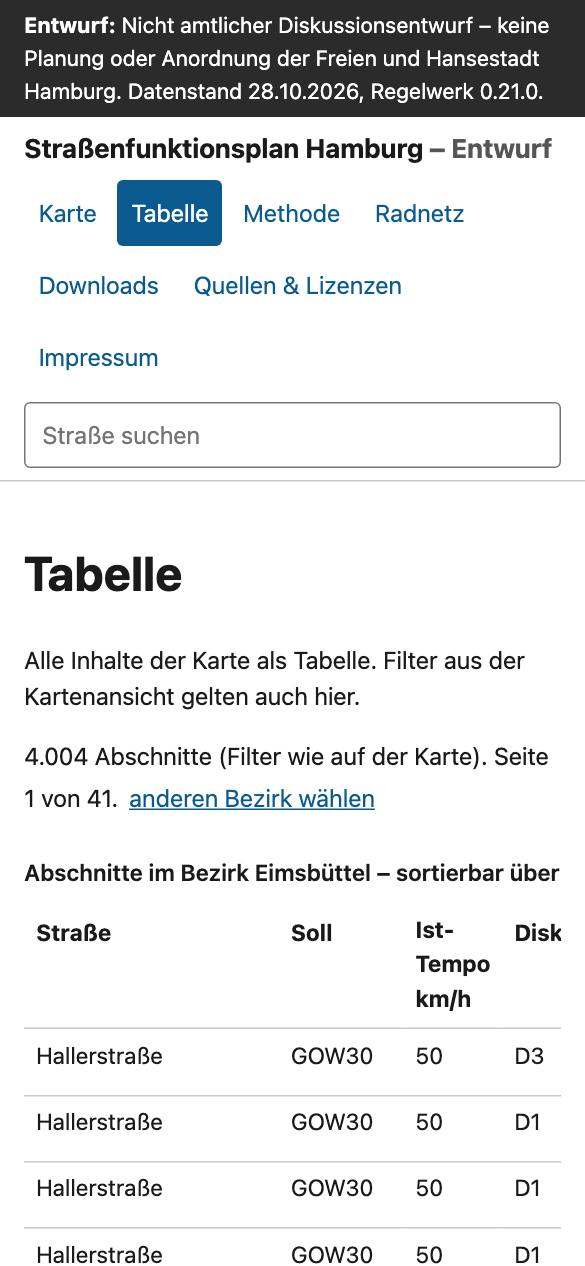 Entwurf: Nicht amtlicher Diskussionsentwurf – keine
Planung oder Anordnung der Freien und Hansestadt
Hamburg. Datenstand 28.10.2026, Regelwerk 0.21.0.
Straßenfunktionsplan Hamburg – Entwurf
Karte Tabelle Methode Radnetz
Downloads Quellen & Lizenzen
Impressum
Straße suchen
Tabelle
Alle Inhalte der Karte als Tabelle. Filter aus der
Kartenansicht gelten auch hier.
4.004 Abschnitte (Filter wie auf der Karte). Seite
1 von 41. anderen Bezirk wählen
Abschnitte im Bezirk Eimsbüttel – sortierbar über
Straße Soll Ist- Disk
Tempo
km/h
Hallerstraße GOW30 50 D3
Hallerstraße GOW30 50 D1
Hallerstraße GOW30 50 D1
Hallerstraße GOW30 50 D1